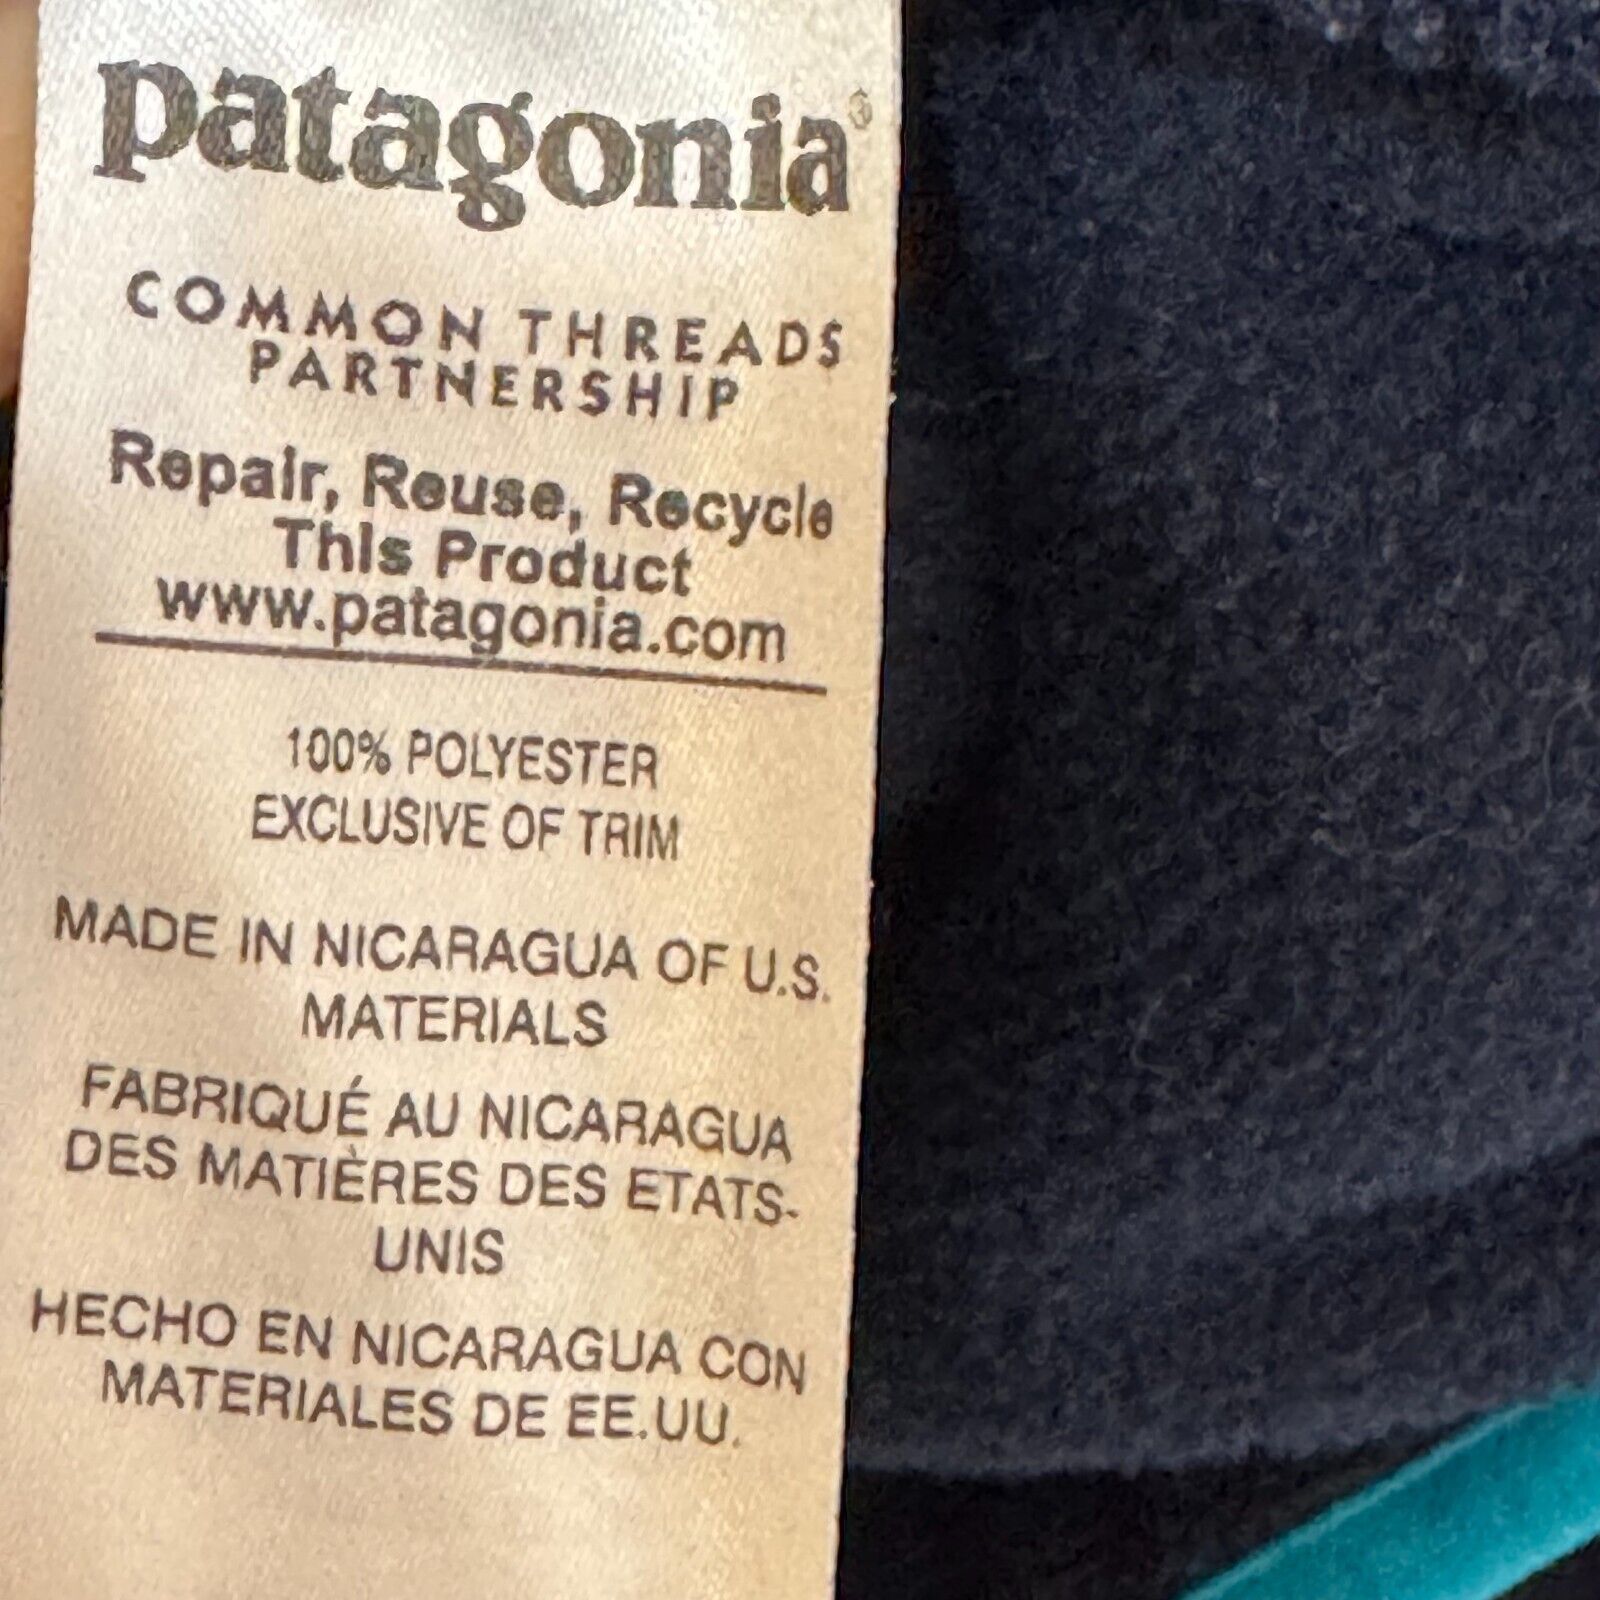 patagonia®
COMMON THREADS
PARTNERSHIP
Repair, Reuse, Recycle
This Product
www.patagonia.com
100% POLYESTER
EXCLUSIVE OF TRIM
MADE IN NICARAGUA OF U.S.
MATERIALS
FABRIQUÉ AU NICARAGUA
DES MATIÈRES DES ETATS-
UNIS
HECHO EN NICARAGUA CON
MATERIALES DE EE.UU.